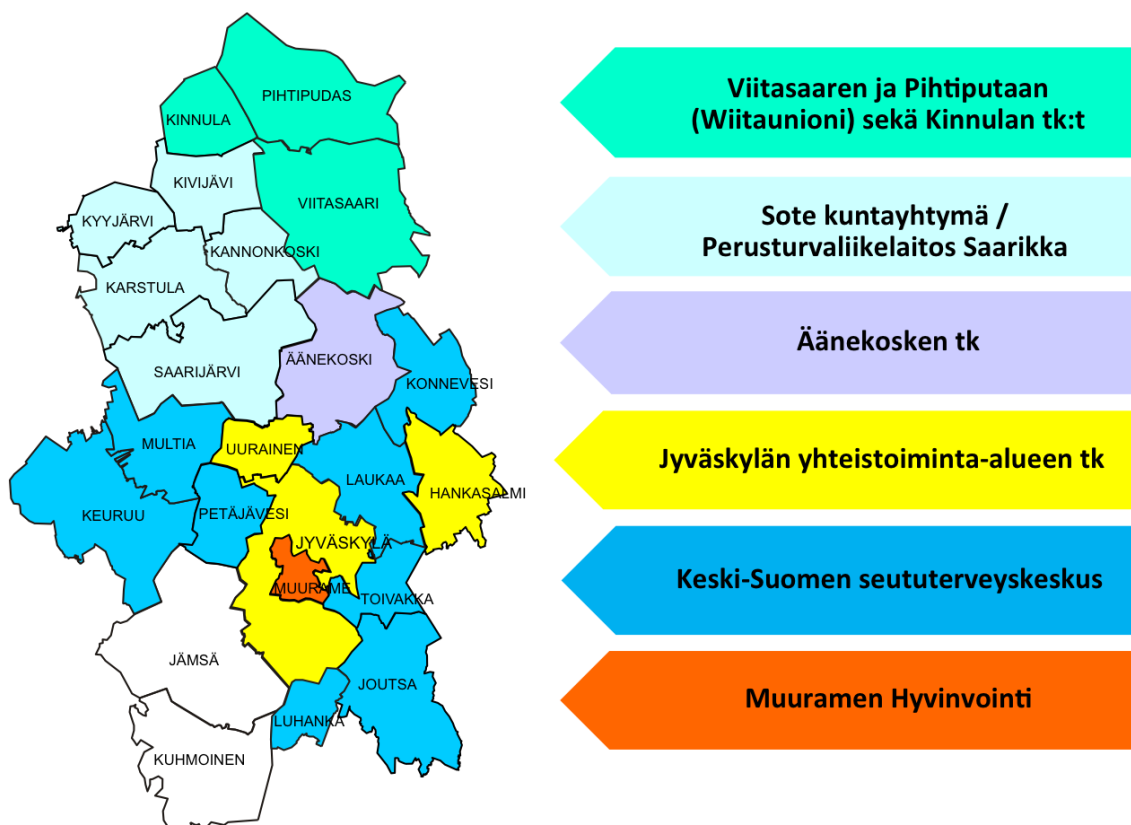 PIHTIPUDAS
KINNULA
KIVIJÄVI
VIITASAARI
KYYJÄRVI
KANNONKOSKI
KARSTULA
ÄÄNEKOSKI
SAARIJÄRVI
KONNEVESI
MULTIA
UURAINEN
LAUKAA
HANKASALMI
KEURUU
PETÄJÄVESI
JYVÄSKYLÄ
MUURAME
TOIVAKKA
JÄMSÄ
JOUTSA
LUHANKA
KUHMOINEN
Viitasaaren ja Pihtiputaan
(Wiitaunioni) sekä Kinnulan tk:t
Sote kuntayhtymä /
Perusturvaliikelaitos Saarikka
Äänekosken tk
Jyväskylän yhteistoiminta-alueen tk
Keski-Suomen seututerveyskeskus
Muuramen Hyvinvointi